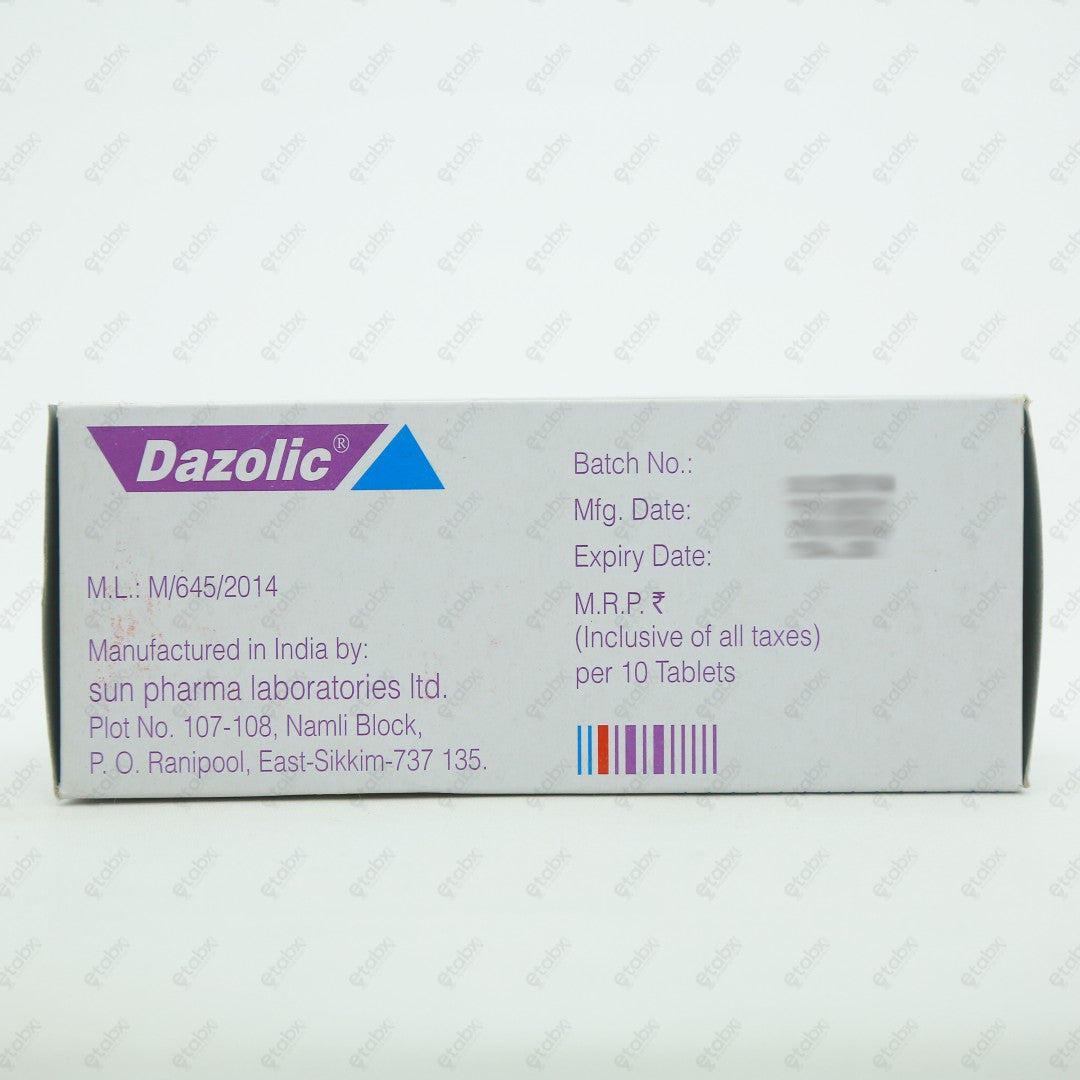 Dazolic®
M.L.: M/645/2014
Manufactured in India by:
sun pharma laboratories ltd.
Plot No. 107-108, Namli Block,
P. O. Ranipool, East-Sikkim-737 135.
Batch No.:
Mfg. Date:
Expiry Date:
M.R.P. ₹
(Inclusive of all taxes)
per 10 Tablets
etabx